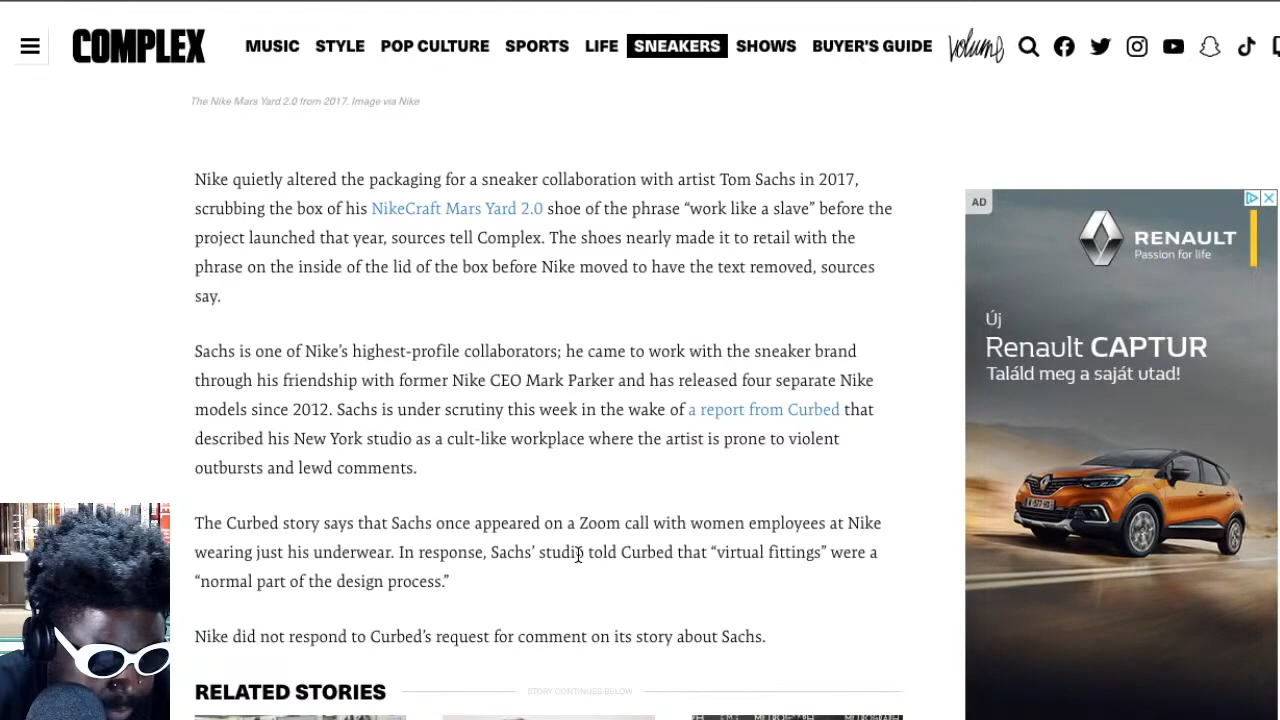 COMPLEX
MUSIC STYLE POP CULTURE SPORTS LIFE SNEAKERS SHOWS BUYER'S GUIDE Volume
The Nike Mars Yard 2.0 from 2017. Image via Nike
Nike quietly altered the packaging for a sneaker collaboration with artist Tom Sachs in 2017,
scrubbing the box of his NikeCraft Mars Yard 2.0 shoe of the phrase “work like a slave” before the
project launched that year, sources tell Complex. The shoes nearly made it to retail with the
phrase on the inside of the lid of the box before Nike moved to have the text removed, sources
say.
Sachs is one of Nike’s highest-profile collaborators; he came to work with the sneaker brand
through his friendship with former Nike CEO Mark Parker and has released four separate Nike
models since 2012. Sachs is under scrutiny this week in the wake of a report from Curbed that
described his New York studio as a cult-like workplace where the artist is prone to violent
outbursts and lewd comments.
The Curbed story says that Sachs once appeared on a Zoom call with women employees at Nike
wearing just his underwear. In response, Sachs’ studio told Curbed that “virtual fittings” were a
“normal part of the design process.”
Nike did not respond to Curbed’s request for comment on its story about Sachs.
RELATED STORIES
STORY CONTINUES BELOW
AD
RENAULT
Passion for life
Új
Renault CAPTUR
Találd meg a saját utad!